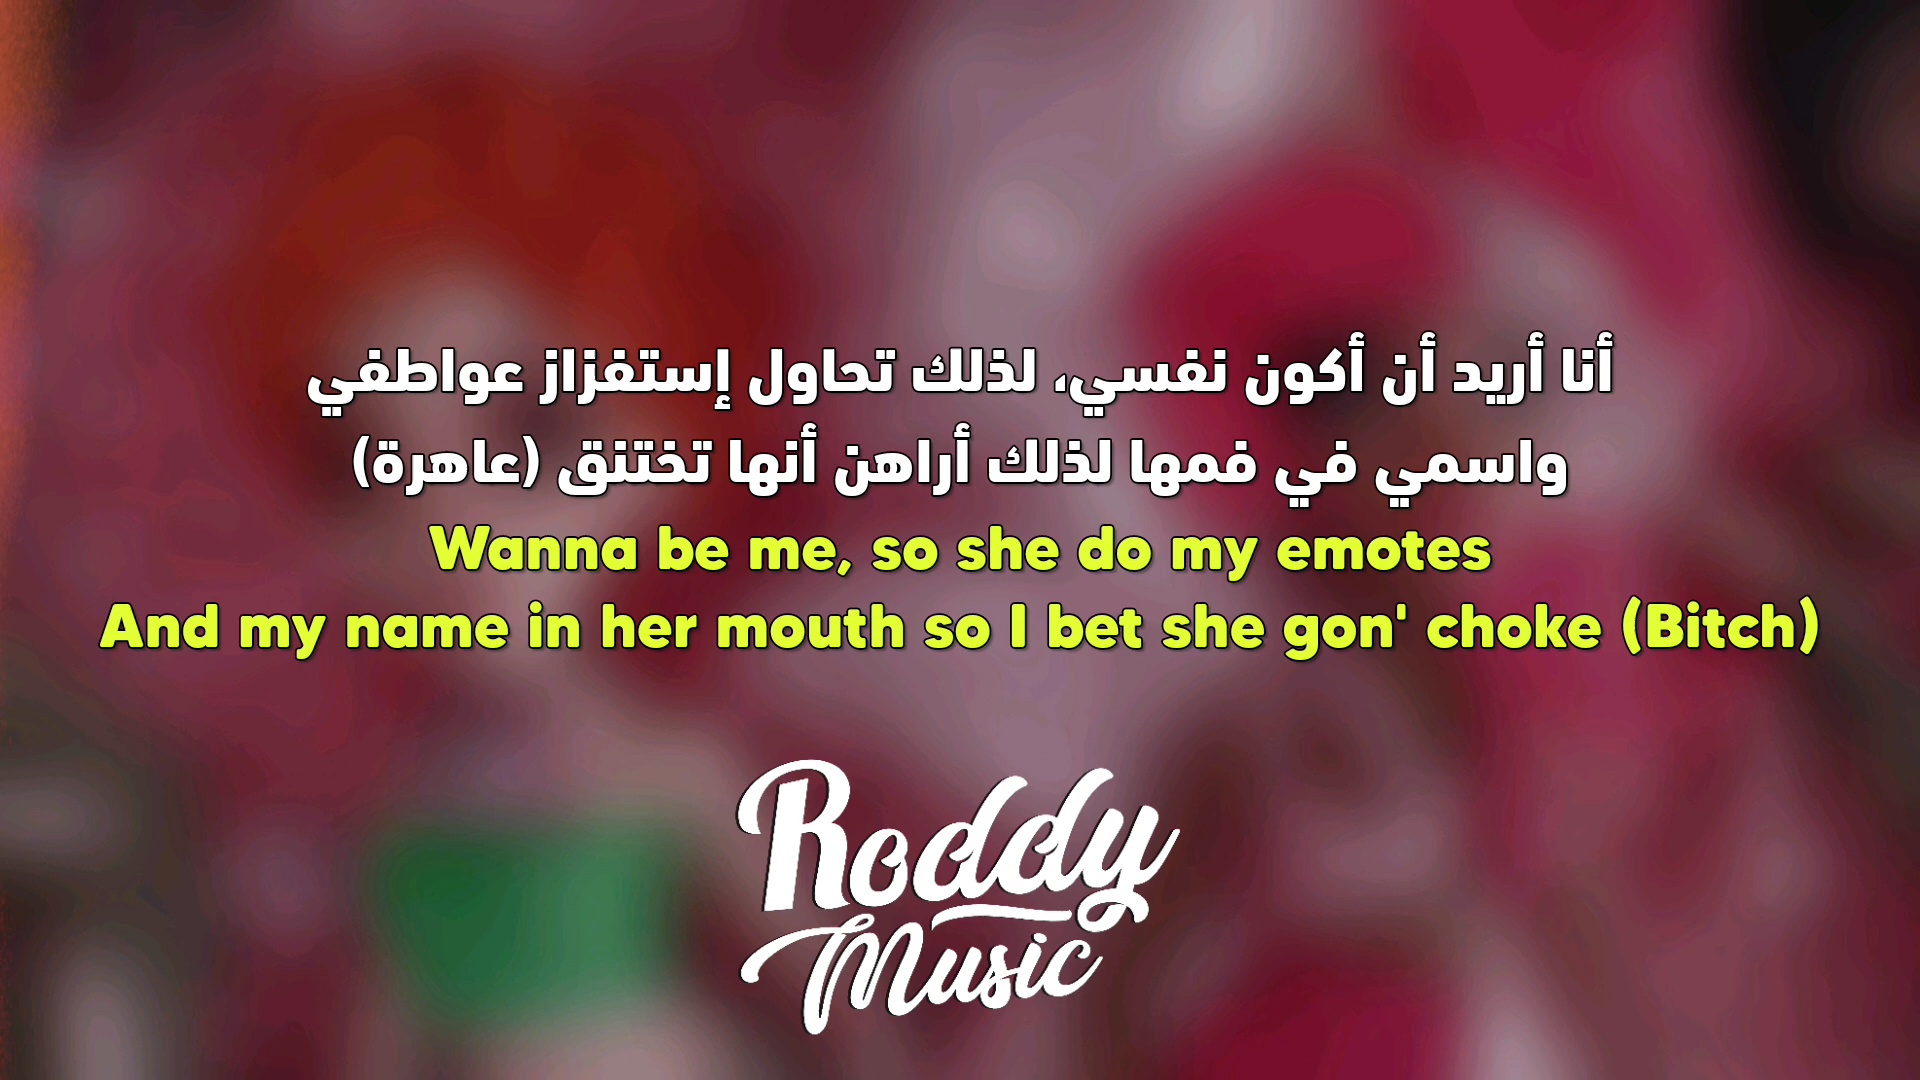 أنا أريد أن أكون نفسي، لذلك تحاول إستفزاز عواطفي
واسمي في فمها لذلك أراهن أنها تختنق (عاهرة)
Wanna be me, so she do my emotes
And my name in her mouth so I bet she gon' choke (Bitch)
Roddy
Music